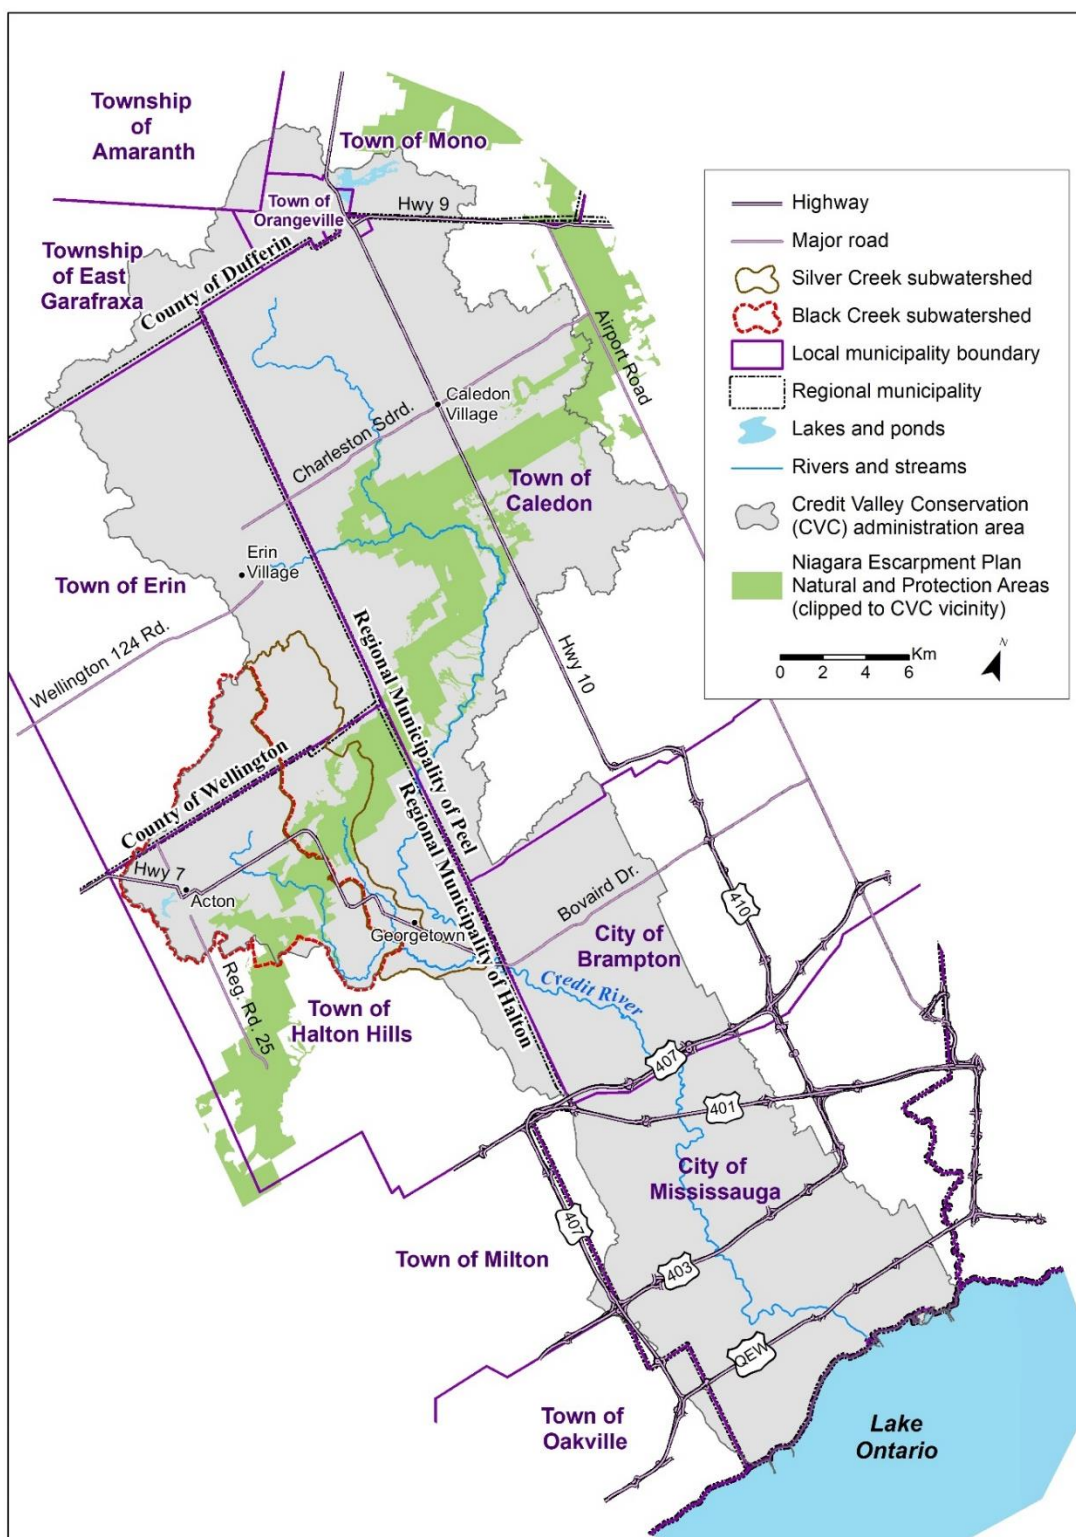 Township
of
Amaranth
Town of Mono
Town of
Orangeville
Hwy 9
Township
of East
Garafraxa
County of Dufferin
Airport Road
Caledon
Village
Charleston Sdrd.
Town of
Caledon
Erin
Village
Town of Erin
Wellington 124 Rd.
Regional Municipality of Peel
Hwy 10
County of Wellington
Regional Municipality of Halton
Hwy 7
Acton
Georgetown
Bovaird Dr.
410
City of
Brampton
Credit River
Reg. Rd. 25
Town of
Halton Hills
407
401
City of
Mississauga
407
Town of Milton
403
QEW
Town of
Oakville
Lake
Ontario
Highway
Major road
Silver Creek subwatershed
Black Creek subwatershed
Local municipality boundary
Regional municipality
Lakes and ponds
Rivers and streams
Credit Valley Conservation
(CVC) administration area
Niagara Escarpment Plan
Natural and Protection Areas
(clipped to CVC vicinity)
Km
0 2 4 6
N